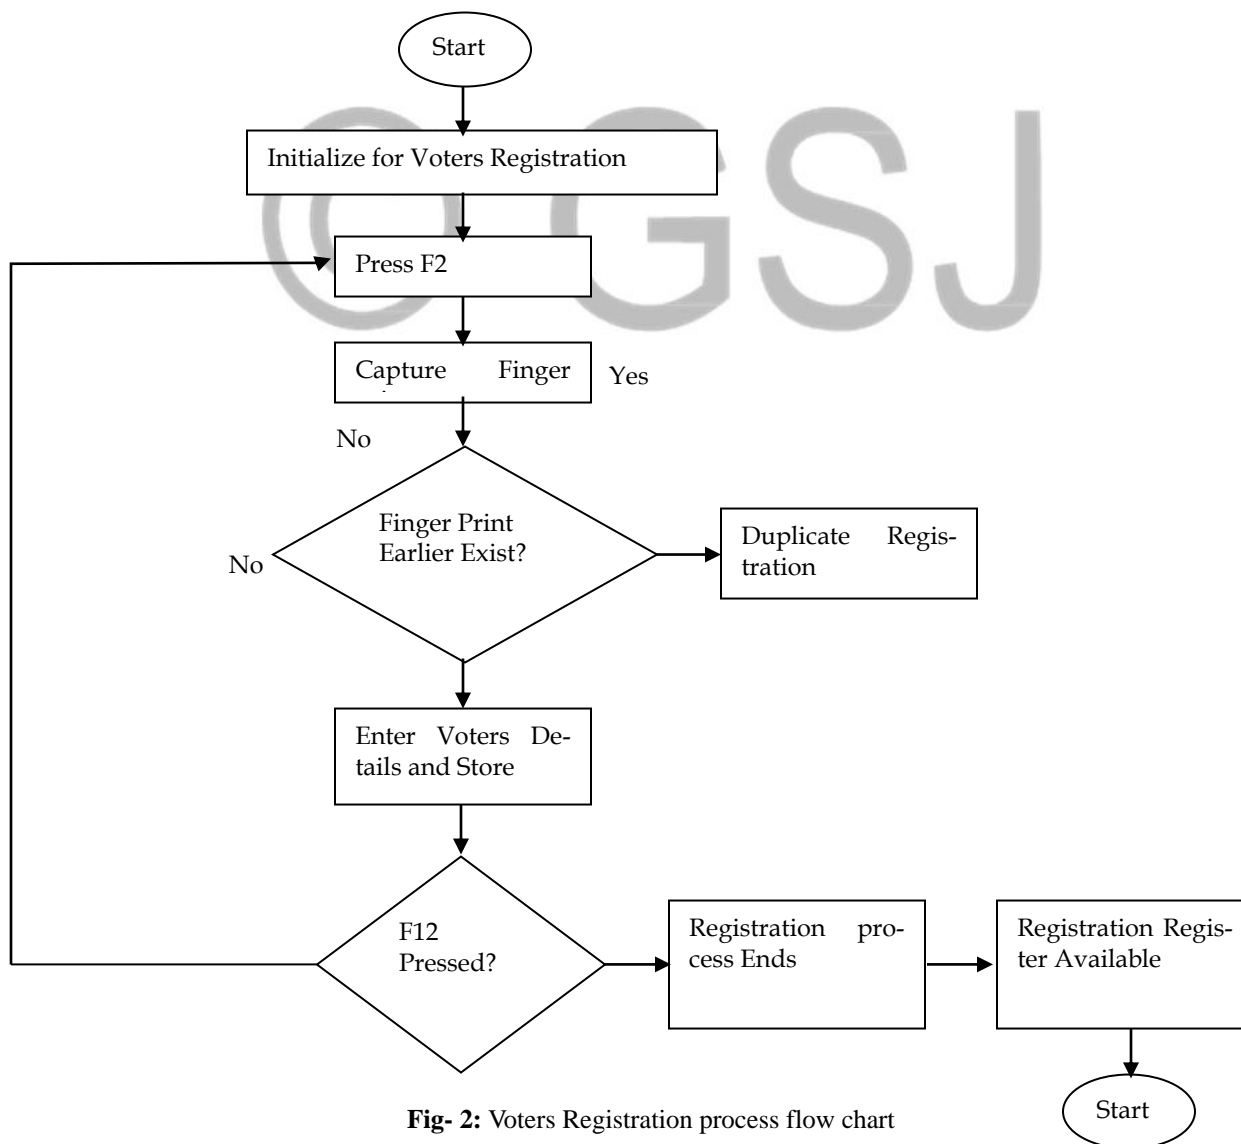 Start
© GSJ
Initialize for Voters Registration
Press F2
Capture Finger
Yes
No
Finger Print
Earlier Exist?
No
Duplicate Regis-
tration
Enter Voters De-
tails and Store
F12
Pressed?
Registration pro-
cess Ends
Registration Regis-
ter Available
Start
Fig- 2: Voters Registration process flow chart